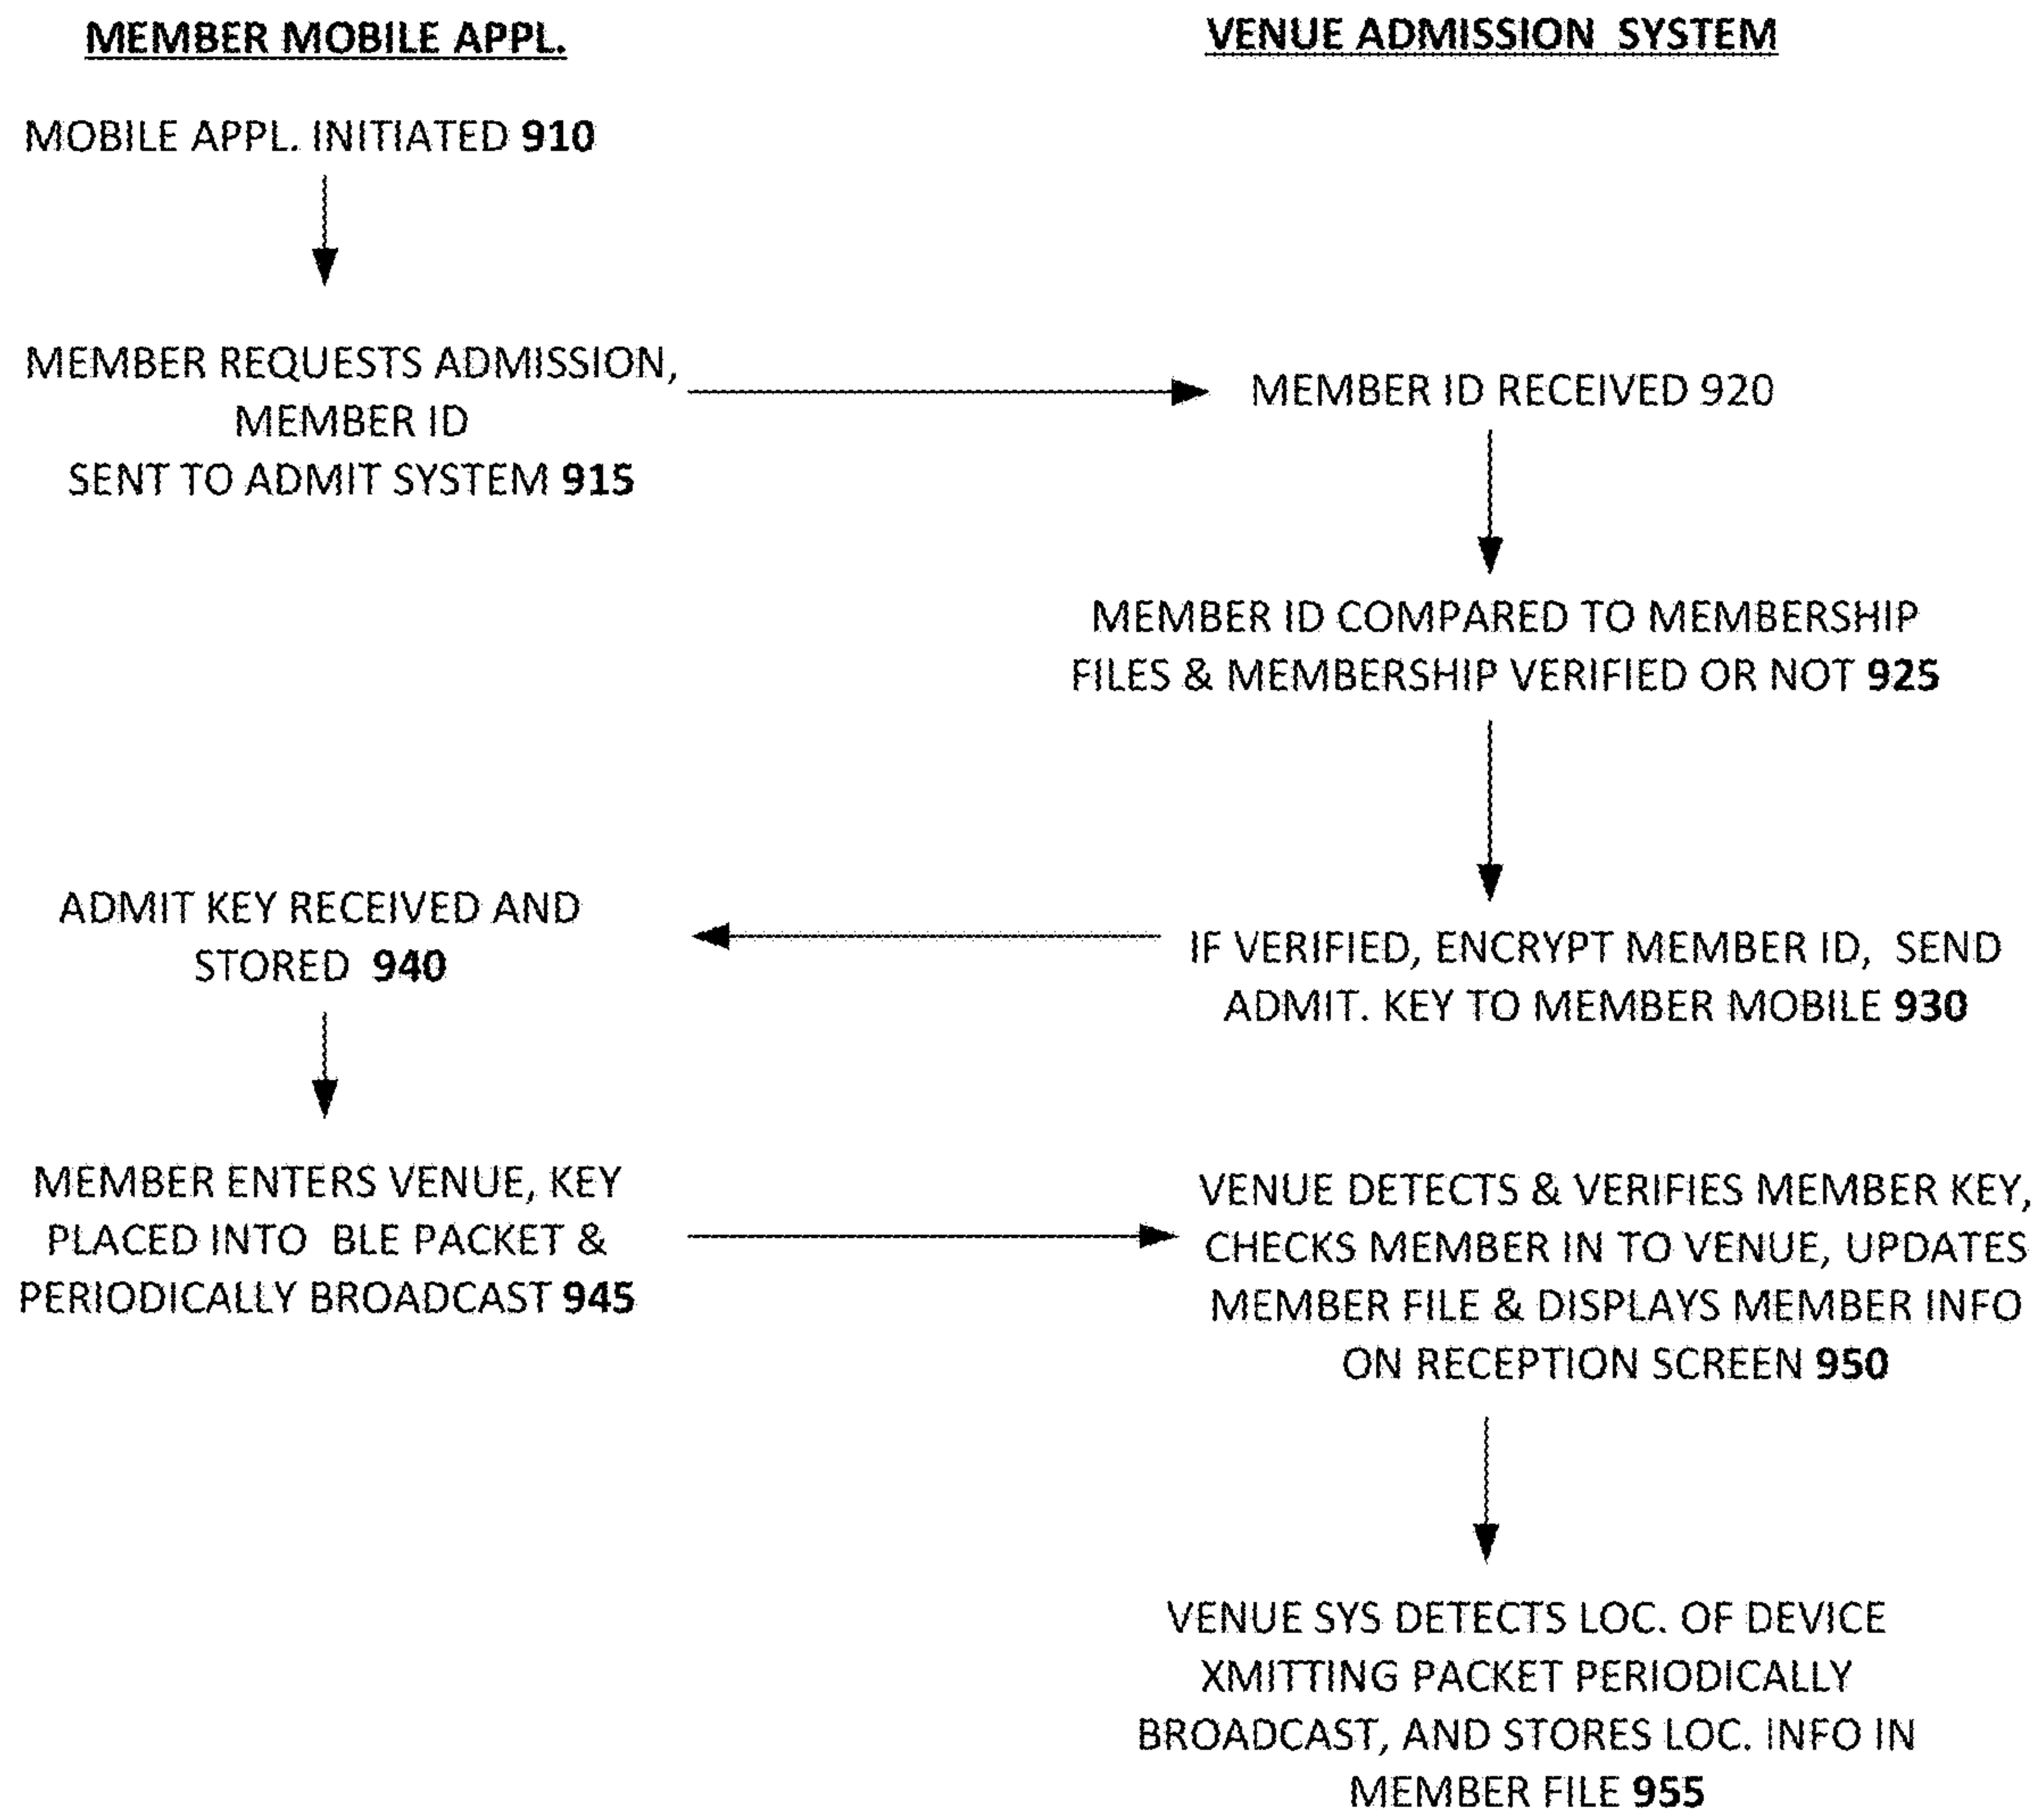 MEMBER MOBILE APPL.
VENUE ADMISSION SYSTEM
MOBILE APPL. INITIATED 910
MEMBER REQUESTS ADMISSION,
MEMBER ID
SENT TO ADMIT SYSTEM 915
MEMBER ID RECEIVED 920
MEMBER ID COMPARED TO MEMBERSHIP
FILES & MEMBERSHIP VERIFIED OR NOT 925
ADMIT KEY RECEIVED AND
STORED 940
IF VERIFIED, ENCRYPT MEMBER ID, SEND
ADMIT. KEY TO MEMBER MOBILE 930
MEMBER ENTERS VENUE, KEY
PLACED INTO BLE PACKET &
PERIODICALLY BROADCAST 945
VENUE DETECTS & VERIFIES MEMBER KEY,
CHECKS MEMBER IN TO VENUE, UPDATES
MEMBER FILE & DISPLAYS MEMBER INFO
ON RECEPTION SCREEN 950
VENUE SYS DETECTS LOC. OF DEVICE
XMITTING PACKET PERIODICALLY
BROADCAST, AND STORES LOC. INFO IN
MEMBER FILE 955